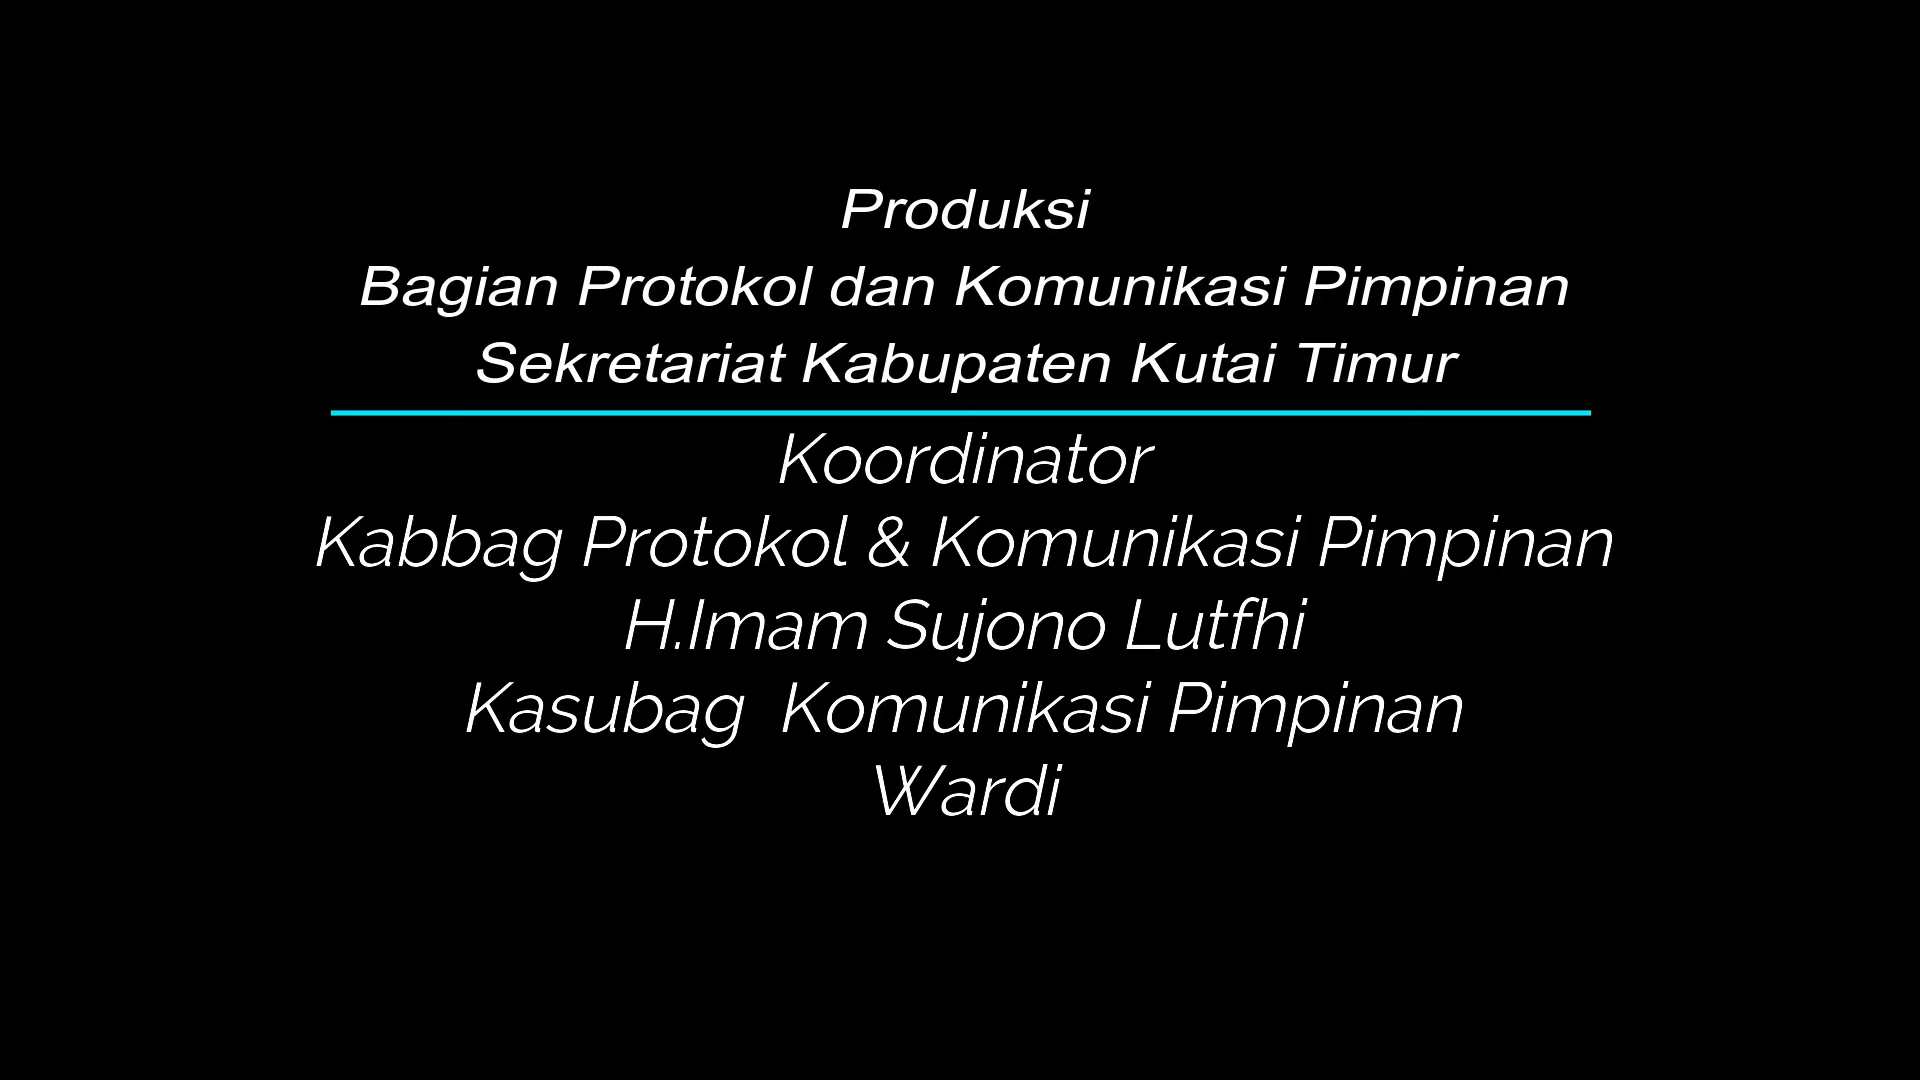 Produksi
Bagian Protokol dan Komunikasi Pimpinan
Sekretariat Kabupaten Kutai Timur
Koordinator
Kabbag Protokol & Komunikasi Pimpinan
H.Imam Sujono Lutfhi
Kasubag  Komunikasi Pimpinan
Wardi